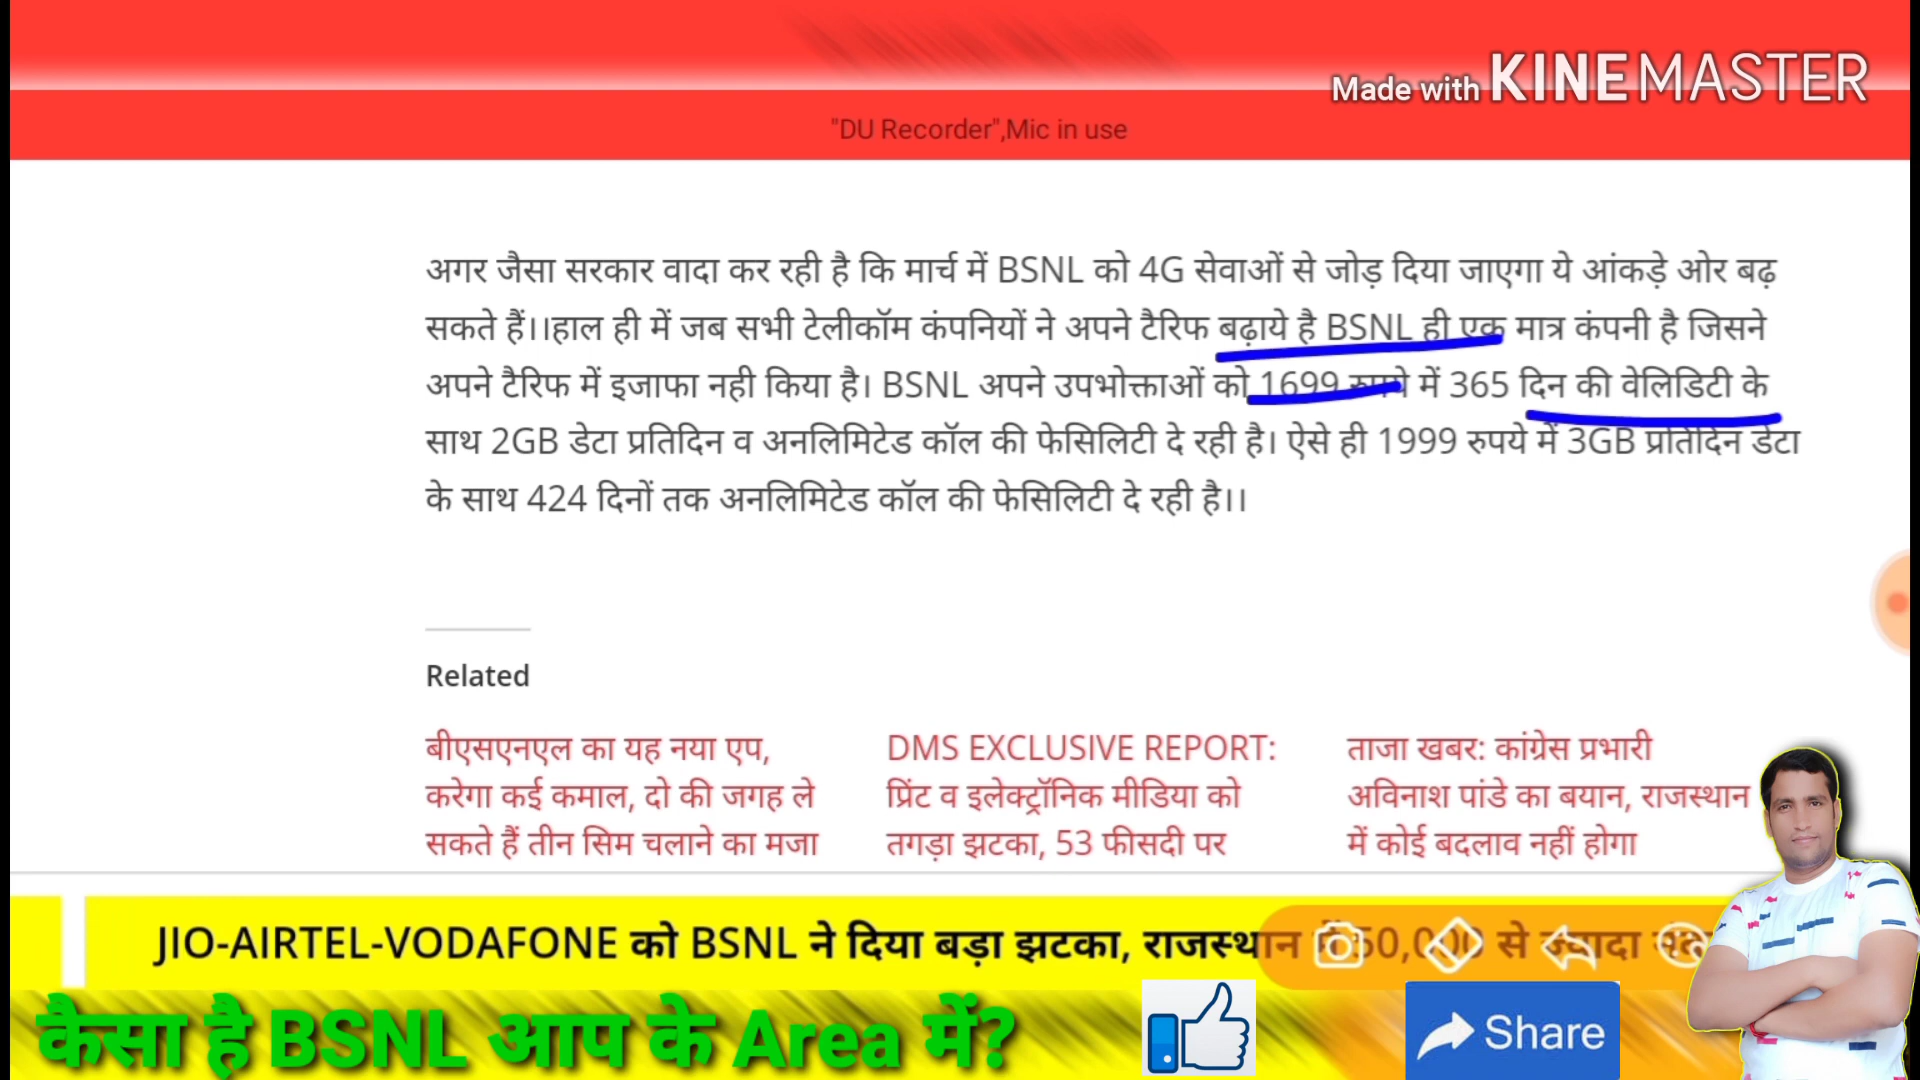 Made with KINEMASTER
"DU Recorder",Mic in use
अगर जैसा सरकार वादा कर रही है कि मार्च में BSNL को 4G सेवाओं से जोड़ दिया जाएगा ये आंकड़े ओर बढ़
सकते हैं।।हाल ही में जब सभी टेलीकॉम कंपनियों ने अपने टैरिफ बढ़ाये है BSNL ही एक मात्र कंपनी है जिसने
अपने टैरिफ में इजाफा नही किया है। BSNL अपने उपभोक्ताओं को 1699 रुपये में 365 दिन की वेलिडिटी के
साथ 2GB डेटा प्रतिदिन व अनलिमिटेड कॉल की फेसिलिटी दे रही है। ऐसे ही 1999 रुपये में 3GB प्रतिदिन डेटा
के साथ 424 दिनों तक अनलिमिटेड कॉल की फेसिलिटी दे रही है।।
Related
बीएसएनएल का यह नया एप,
करेगा कई कमाल, दो की जगह ले
सकते हैं तीन सिम चलाने का मजा
DMS EXCLUSIVE REPORT:
प्रिंट व इलेक्ट्रॉनिक मीडिया को
तगड़ा झटका, 53 फीसदी पर
ताजा खबर: कांग्रेस प्रभारी
अविनाश पांडे का बयान, राजस्थान
में कोई बदलाव नहीं होगा
JIO-AIRTEL-VODAFONE को BSNL ने दिया बड़ा झटका, राजस्थान में 50,000 से ज्यादा
कैसा है BSNL आप के Area में?
Share